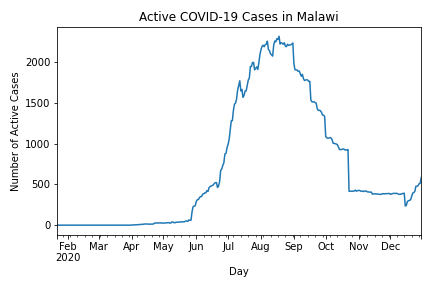 Active COVID-19 Cases in Malawi
Number of Active Cases
2000
1500
1000
500
0
Feb Mar Apr May Jun Jul Aug Sep Oct Nov Dec
2020
Day